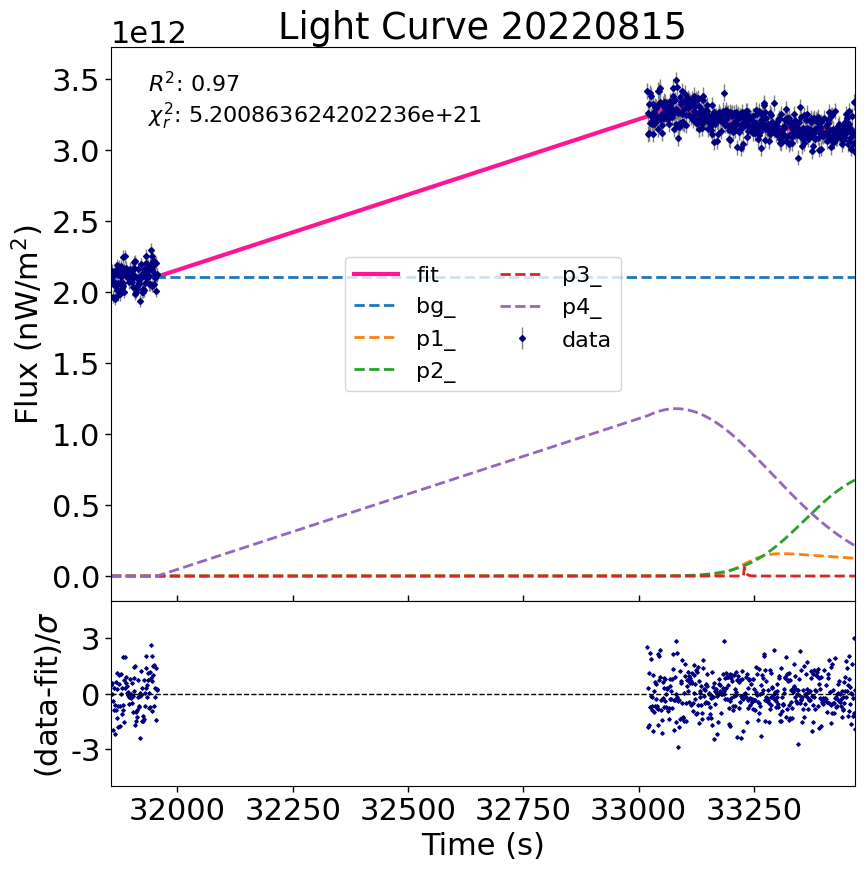 Light Curve 20220815
1e12
R²: 0.97
χ²ᵣ: 5.200863624202236e+21
3.5
3.0
2.5
2.0
1.5
1.0
0.5
0.0
Flux (nW/m²)
fit
bg_
p1_
p2_
p3_
p4_
data
3
0
-3
(data-fit)/σ
32000 32250 32500 32750 33000 33250
Time (s)